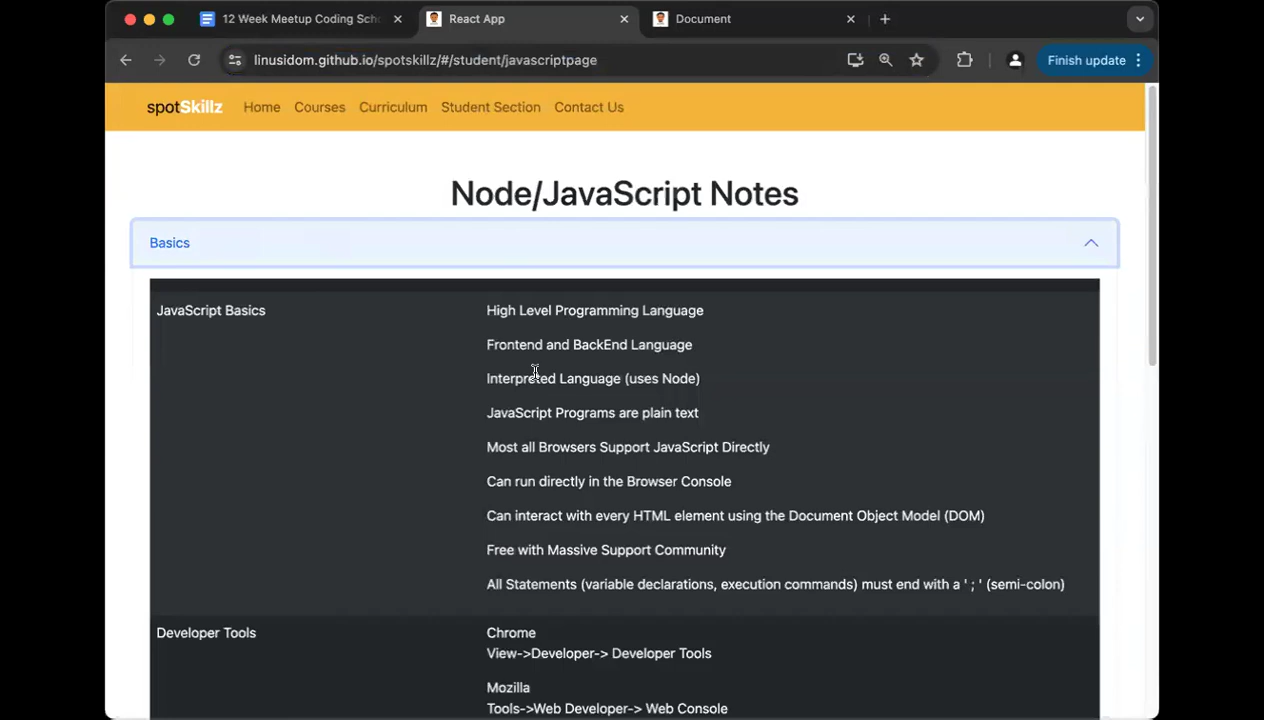 12 Week Meetup Coding Sch
React App
Document
linusidom.github.io/spotskillz/#/student/javascriptpage
Finish update
spotSkillz
Home
Courses
Curriculum
Student Section
Contact Us
Node/JavaScript Notes
Basics
JavaScript Basics
High Level Programming Language
Frontend and BackEnd Language
Interpreted Language (uses Node)
JavaScript Programs are plain text
Most all Browsers Support JavaScript Directly
Can run directly in the Browser Console
Can interact with every HTML element using the Document Object Model (DOM)
Free with Massive Support Community
All Statements (variable declarations, execution commands) must end with a ' ; ' (semi-colon)
Developer Tools
Chrome
View->Developer-> Developer Tools
Mozilla
Tools->Web Developer-> Web Console